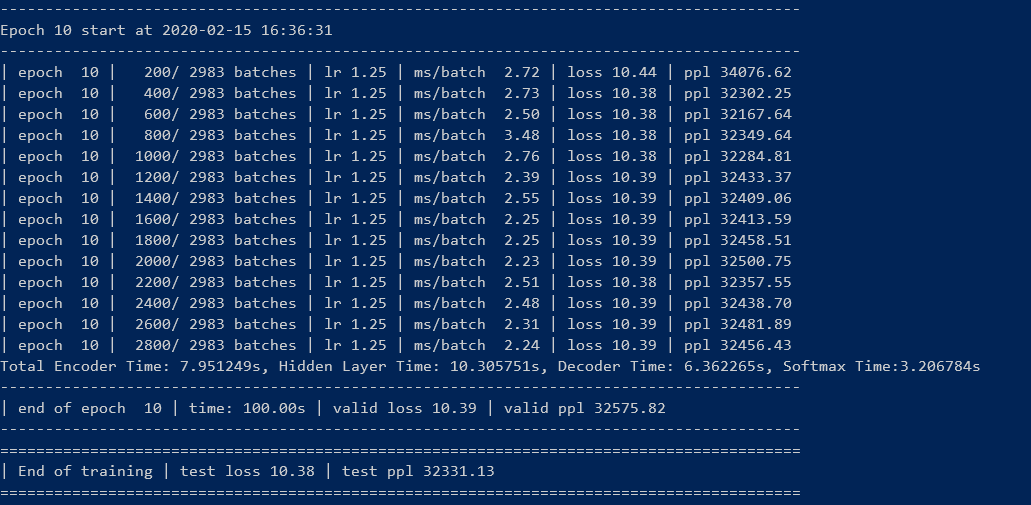 -----------------------------------------------------------------------------------------
Epoch 10 start at 2020-02-15 16:36:31
-----------------------------------------------------------------------------------------
| epoch  10 |   200/ 2983 batches | lr 1.25 | ms/batch  2.72 | loss 10.44 | ppl 34076.62
| epoch  10 |   400/ 2983 batches | lr 1.25 | ms/batch  2.73 | loss 10.38 | ppl 32302.25
| epoch  10 |   600/ 2983 batches | lr 1.25 | ms/batch  2.50 | loss 10.38 | ppl 32167.64
| epoch  10 |   800/ 2983 batches | lr 1.25 | ms/batch  3.48 | loss 10.38 | ppl 32349.64
| epoch  10 |  1000/ 2983 batches | lr 1.25 | ms/batch  2.76 | loss 10.38 | ppl 32284.81
| epoch  10 |  1200/ 2983 batches | lr 1.25 | ms/batch  2.39 | loss 10.39 | ppl 32433.37
| epoch  10 |  1400/ 2983 batches | lr 1.25 | ms/batch  2.55 | loss 10.39 | ppl 32409.06
| epoch  10 |  1600/ 2983 batches | lr 1.25 | ms/batch  2.25 | loss 10.39 | ppl 32413.59
| epoch  10 |  1800/ 2983 batches | lr 1.25 | ms/batch  2.25 | loss 10.39 | ppl 32458.51
| epoch  10 |  2000/ 2983 batches | lr 1.25 | ms/batch  2.23 | loss 10.39 | ppl 32500.75
| epoch  10 |  2200/ 2983 batches | lr 1.25 | ms/batch  2.51 | loss 10.38 | ppl 32357.55
| epoch  10 |  2400/ 2983 batches | lr 1.25 | ms/batch  2.48 | loss 10.39 | ppl 32438.70
| epoch  10 |  2600/ 2983 batches | lr 1.25 | ms/batch  2.31 | loss 10.39 | ppl 32481.89
| epoch  10 |  2800/ 2983 batches | lr 1.25 | ms/batch  2.24 | loss 10.39 | ppl 32456.43
Total Encoder Time: 7.951249s, Hidden Layer Time: 10.305751s, Decoder Time: 6.362265s, Softmax Time:3.206784s
-----------------------------------------------------------------------------------------
| end of epoch  10 | time: 100.00s | valid loss 10.39 | valid ppl 32575.82
-----------------------------------------------------------------------------------------
=========================================================================================
| End of training | test loss 10.38 | test ppl 32331.13
=========================================================================================